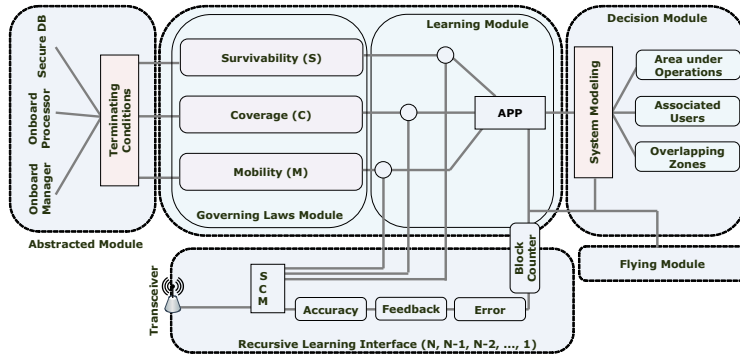 Learning Module
Decision Module
Secure DB
Onboard
Processor
Onboard
Manager
Terminating
Conditions
Survivability (S)
Coverage (C)
Mobility (M)
APP
System Modeling
Area under
Operations
Associated
Users
Overlapping
Zones
Governing Laws Module
Abstracted Module
Block
Counter
Flying Module
Transceiver
S
C
M
Accuracy
Feedback
Error
Recursive Learning Interface (N, N-1, N-2, ..., 1)